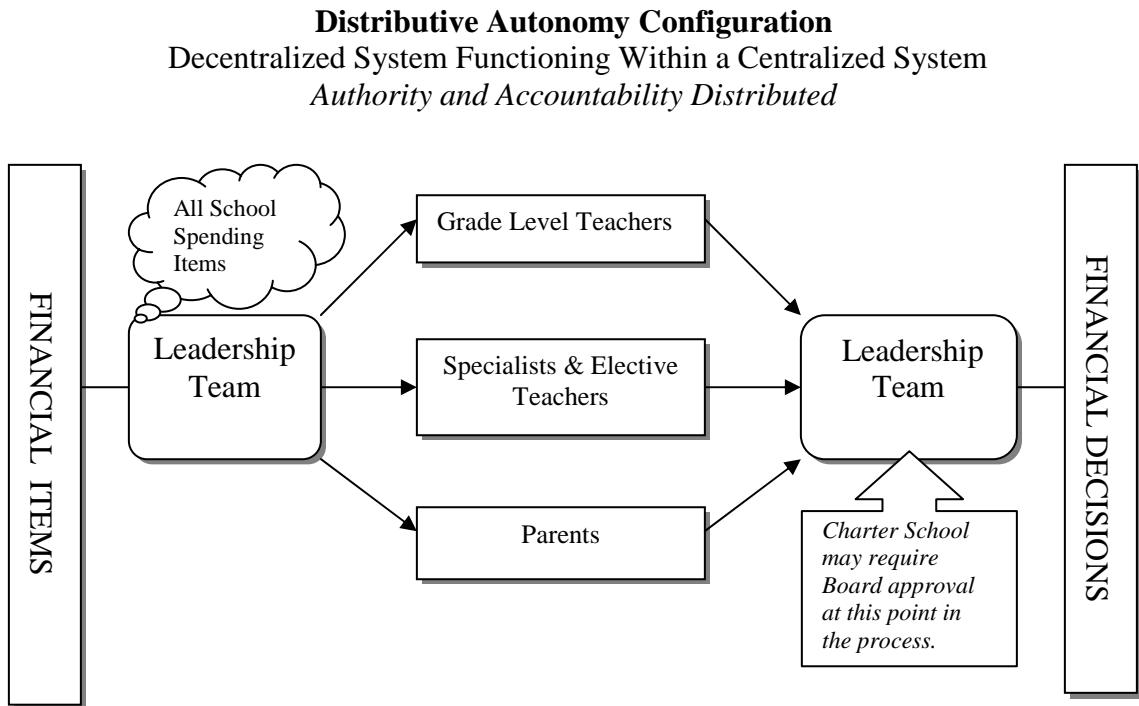 Distributive Autonomy Configuration
Decentralized System Functioning Within a Centralized System
Authority and Accountability Distributed
FINANCIAL ITEMS
All School
Spending
Items
Leadership
Team
Grade Level Teachers
Specialists & Elective
Teachers
Parents
Leadership
Team
Charter School
may require
Board approval
at this point in
the process.
FINANCIAL DECISIONS